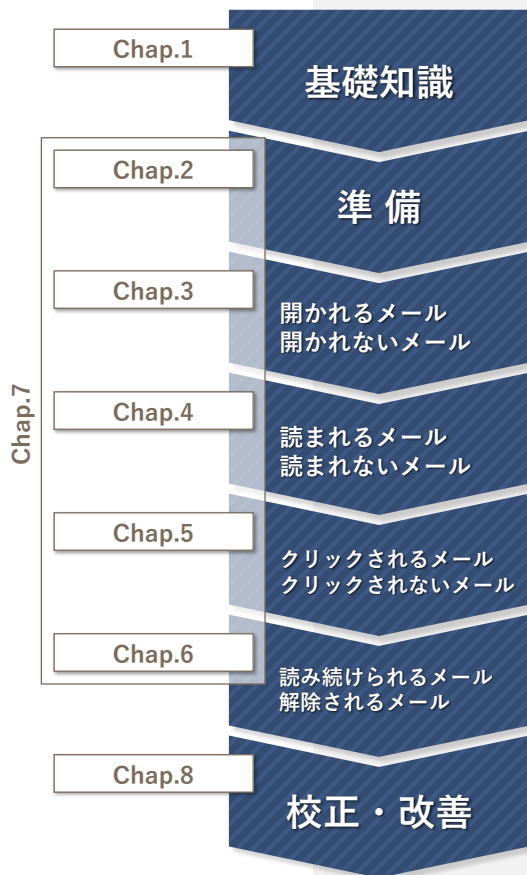 Chap.1
基礎知識
Chap.2
準 備
Chap.3
開かれるメール
開かれないメール
Chap.7
Chap.4
読まれるメール
読まれないメール
Chap.5
クリックされるメール
クリックされないメール
Chap.6
読み続けられるメール
解除されるメール
Chap.8
校正・改善